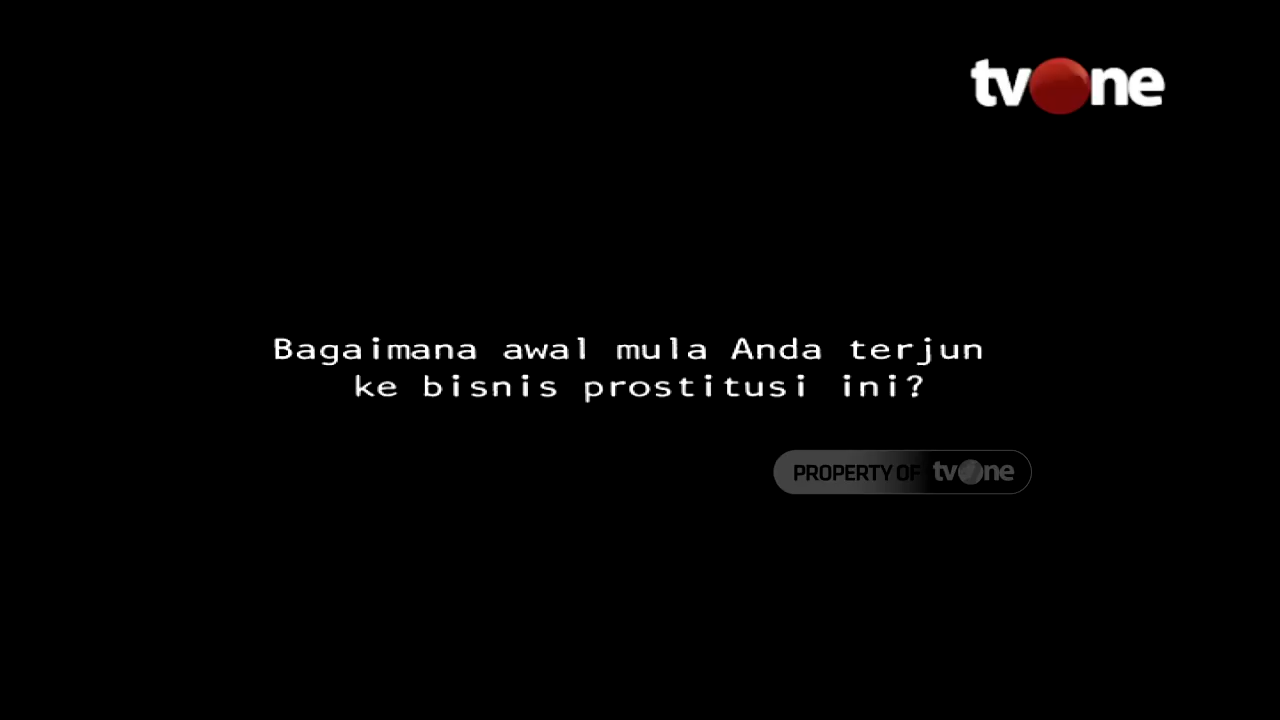 tvOne
Bagaimana awal mula Anda terjun
ke bisnis prostitusi ini?
PROPERTY OF tvOne